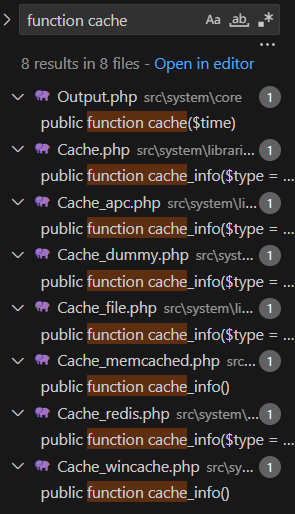 function cache
Aa ab, .*
...
8 results in 8 files - Open in editor
Output.php src\system\core 1
public function cache($time)
Cache.php src\system\librari... 1
public function cache_info($type = ...
Cache_apc.php src\system\li... 1
public function cache_info($type = ...
Cache_dummy.php src\syst... 1
public function cache_info($type = ...
Cache_file.php src\system\li... 1
public function cache_info($type = ...
Cache_memcached.php src... 1
public function cache_info()
Cache_redis.php src\system\... 1
public function cache_info($type = ...
Cache_wincache.php src\sy... 1
public function cache_info()